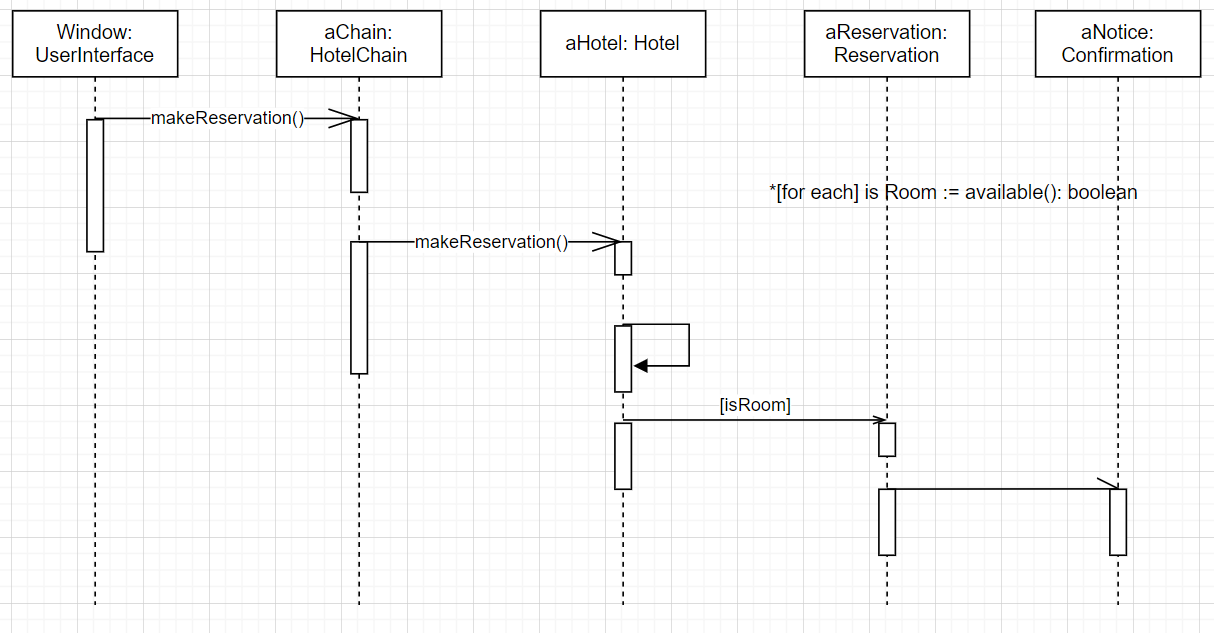 Window:
UserInterface
aChain:
HotelChain
aHotel: Hotel
aReservation:
Reservation
aNotice:
Confirmation
makeReservation()
*[for each] is Room := available(): boolean
makeReservation()
[isRoom]